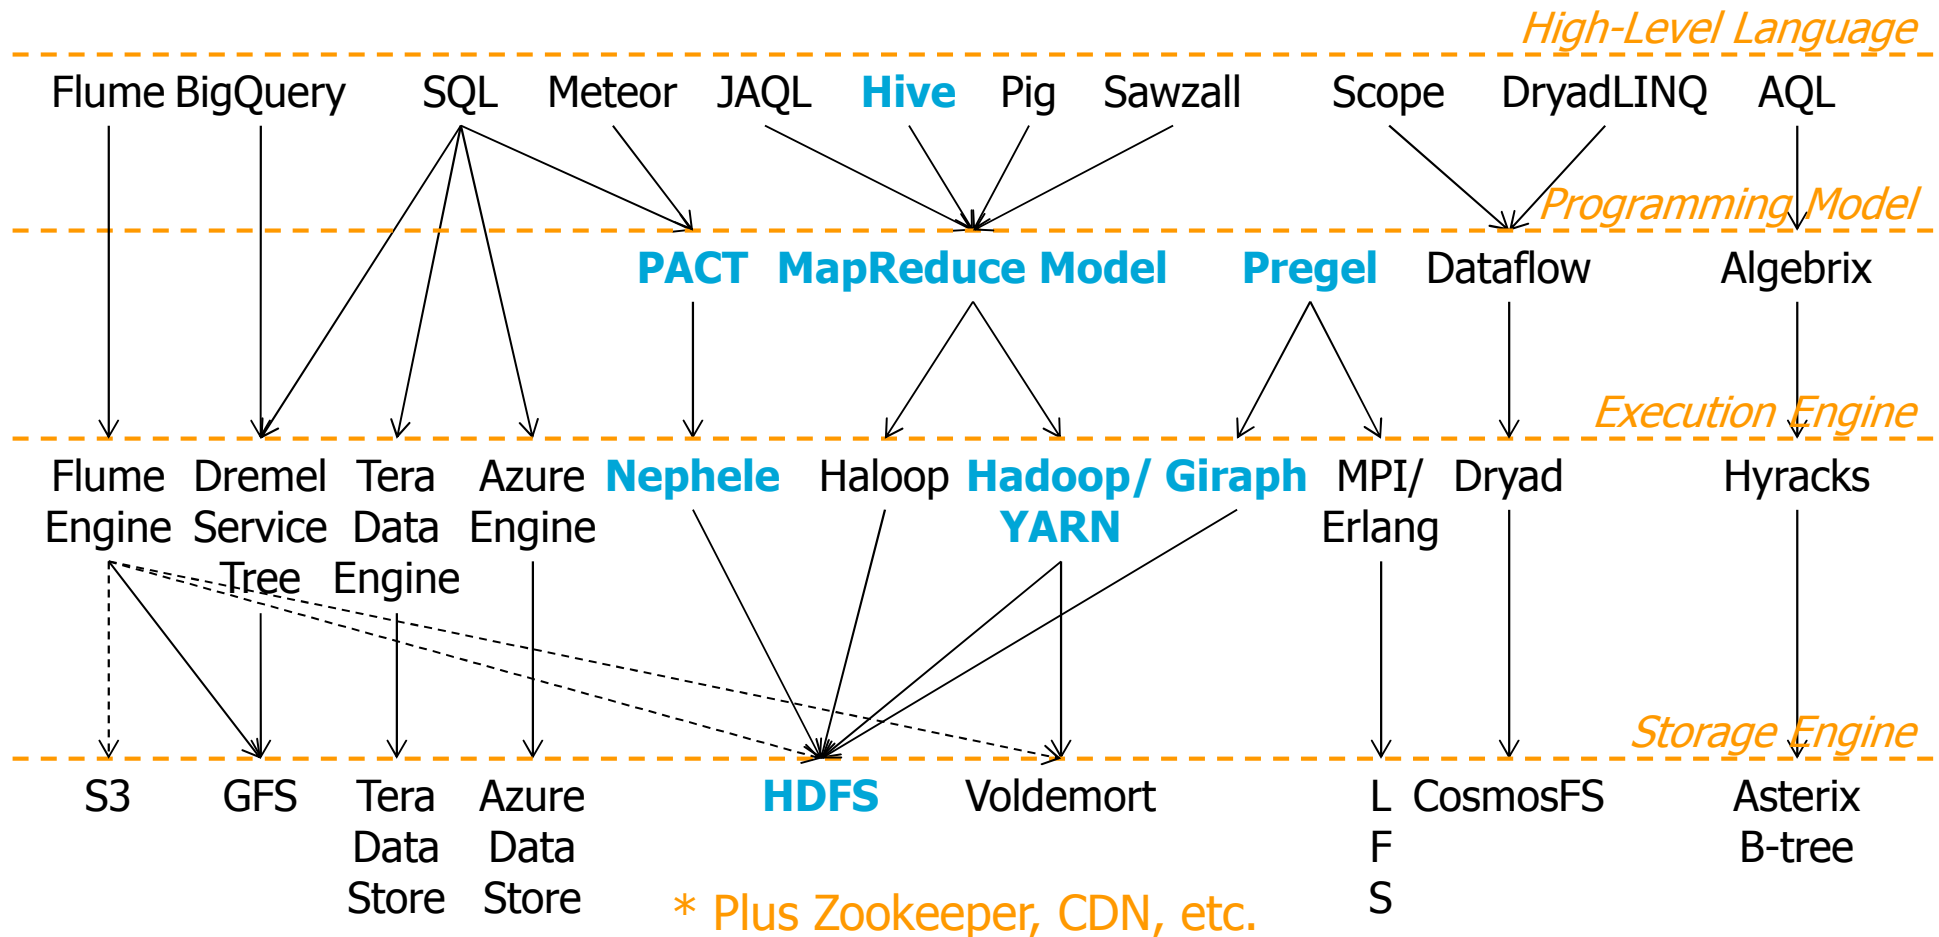 High-Level Language
Flume BigQuery SQL Meteor JAQL Hive Pig Sawzall Scope DryadLINQ AQL
Programming Model
PACT MapReduce Model Pregel Dataflow Algebrix
Execution Engine
Flume Dremel Tera Azure Nephele Haloop Hadoop/ Giraph MPI/ Dryad Hyracks
Engine Service Data Engine YARN Erlang
Tree Engine
Storage Engine
S3 GFS Tera Azure HDFS Voldemort L CosmosFS Asterix
Data Data F B-tree
Store Store S
* Plus Zookeeper, CDN, etc.